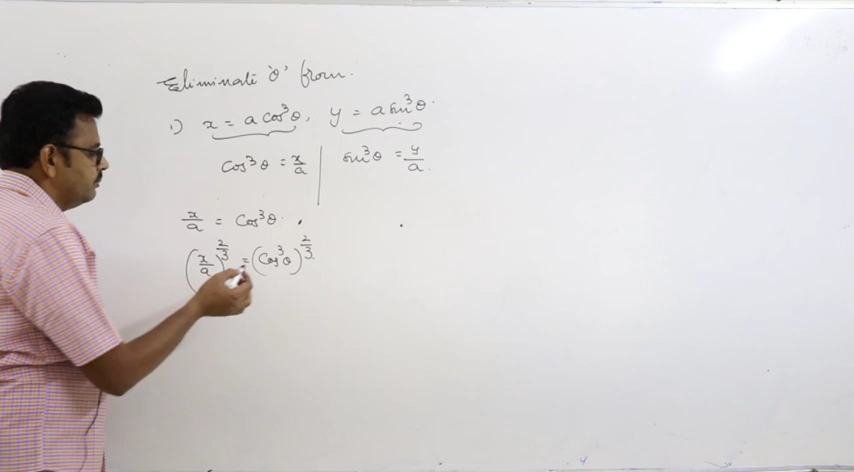 Eliminate 'θ' from.
1) x = a cos³θ, y = a sin³θ.
cos³θ = x/a | sin³θ = y/a.
x/a = cos³θ.
(x/a)^(2/3) = (cos³θ)^(2/3).